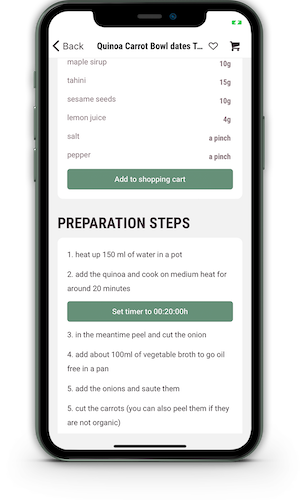 Back
Quinoa Carrot Bowl dates T...
maple sirup 10g
tahini 15g
sesame seeds 10g
lemon juice 4g
salt a pinch
pepper a pinch
Add to shopping cart
PREPARATION STEPS
1. heat up 150 ml of water in a pot
2. add the quinoa and cook on medium heat for
around 20 minutes
Set timer to 00:20:00h
3. in the meantime peel and cut the onion
4. add about 100ml of vegetable broth to go oil
free in a pan
5. add the onions and saute them
5. cut the carrots (you can also peel them if they
are not organic)